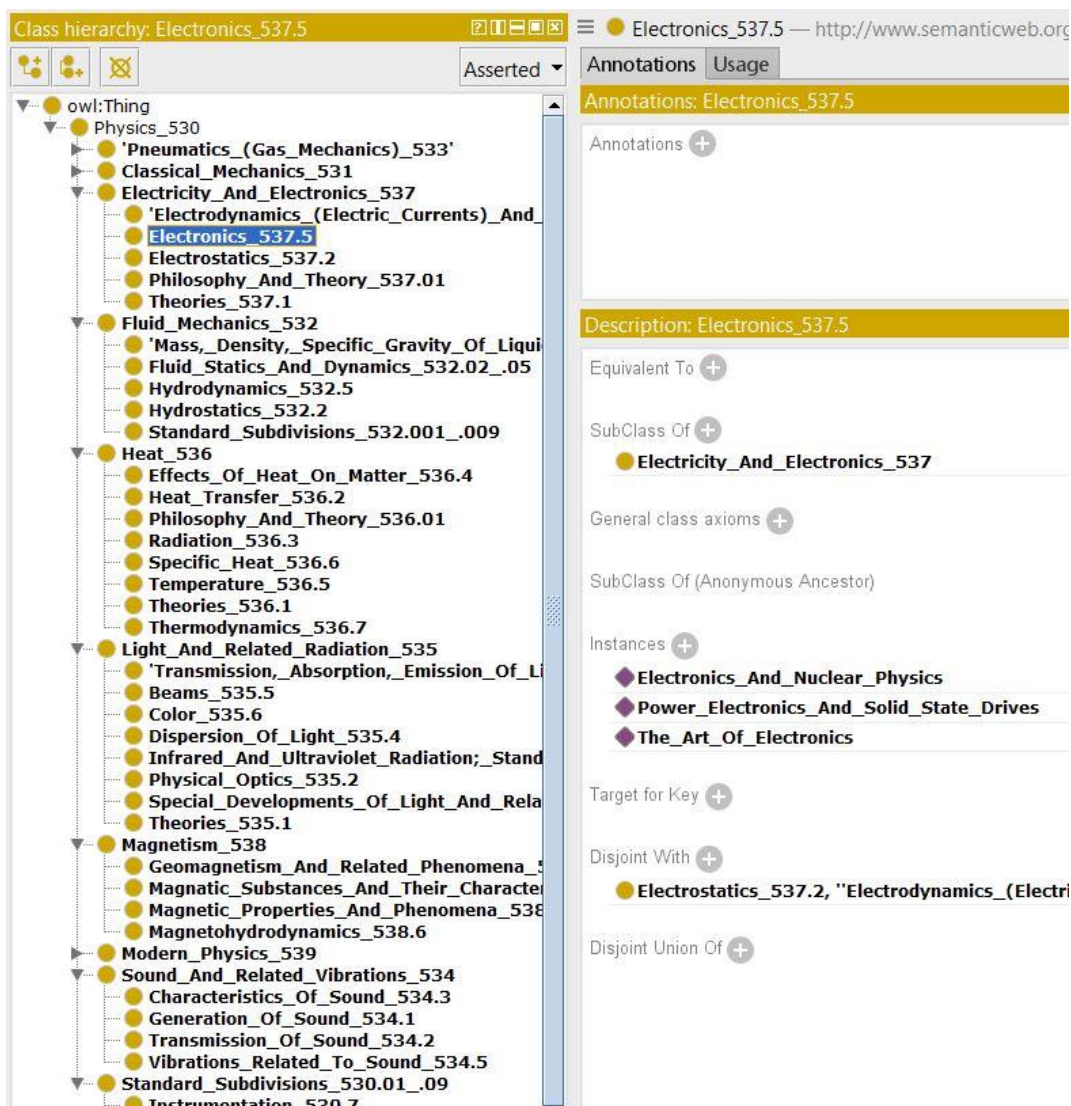 Class hierarchy: Electronics_537.5
Asserted
owl:Thing
Physics_530
'Pneumatics_(Gas_Mechanics)_533'
Classical_Mechanics_531
Electricity_And_Electronics_537
'Electrodynamics_(Electric_Currents)_And_
Electronics_537.5
Electrostatics_537.2
Philosophy_And_Theory_537.01
Theories_537.1
Fluid_Mechanics_532
'Mass,_Density,_Specific_Gravity_Of_Liqui
Fluid_Statics_And_Dynamics_532.02_.05
Hydrodynamics_532.5
Hydrostatics_532.2
Standard_Subdivisions_532.001_.009
Heat_536
Effects_Of_Heat_On_Matter_536.4
Heat_Transfer_536.2
Philosophy_And_Theory_536.01
Radiation_536.3
Specific_Heat_536.6
Temperature_536.5
Theories_536.1
Thermodynamics_536.7
Light_And_Related_Radiation_535
'Transmission,_Absorption,_Emission_Of_Li
Beams_535.5
Color_535.6
Dispersion_Of_Light_535.4
Infrared_And_Ultraviolet_Radiation;_Stand
Physical_Optics_535.2
Special_Developments_Of_Light_And_Rela
Theories_535.1
Magnetism_538
Geomagnetism_And_Related_Phenomena_5
Magnatic_Substances_And_Their_Character
Magnetic_Properties_And_Phenomena_538
Magnetohydrodynamics_538.6
Modern_Physics_539
Sound_And_Related_Vibrations_534
Characteristics_Of_Sound_534.3
Generation_Of_Sound_534.1
Transmission_Of_Sound_534.2
Vibrations_Related_To_Sound_534.5
Standard_Subdivisions_530.01_.09
Instrumentation_530.7
Electronics_537.5 — http://www.semanticweb.org
Annotations Usage
Annotations: Electronics_537.5
Annotations
Description: Electronics_537.5
Equivalent To
SubClass Of
Electricity_And_Electronics_537
General class axioms
SubClass Of (Anonymous Ancestor)
Instances
Electronics_And_Nuclear_Physics
Power_Electronics_And_Solid_State_Drives
The_Art_Of_Electronics
Target for Key
Disjoint With
Electrostatics_537.2, ''Electrodynamics_(Electri
Disjoint Union Of